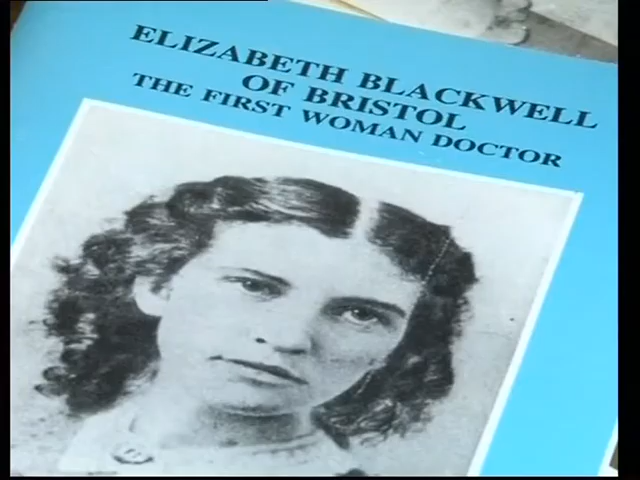 ELIZABETH BLACKWELL
OF BRISTOL
THE FIRST WOMAN DOCTOR